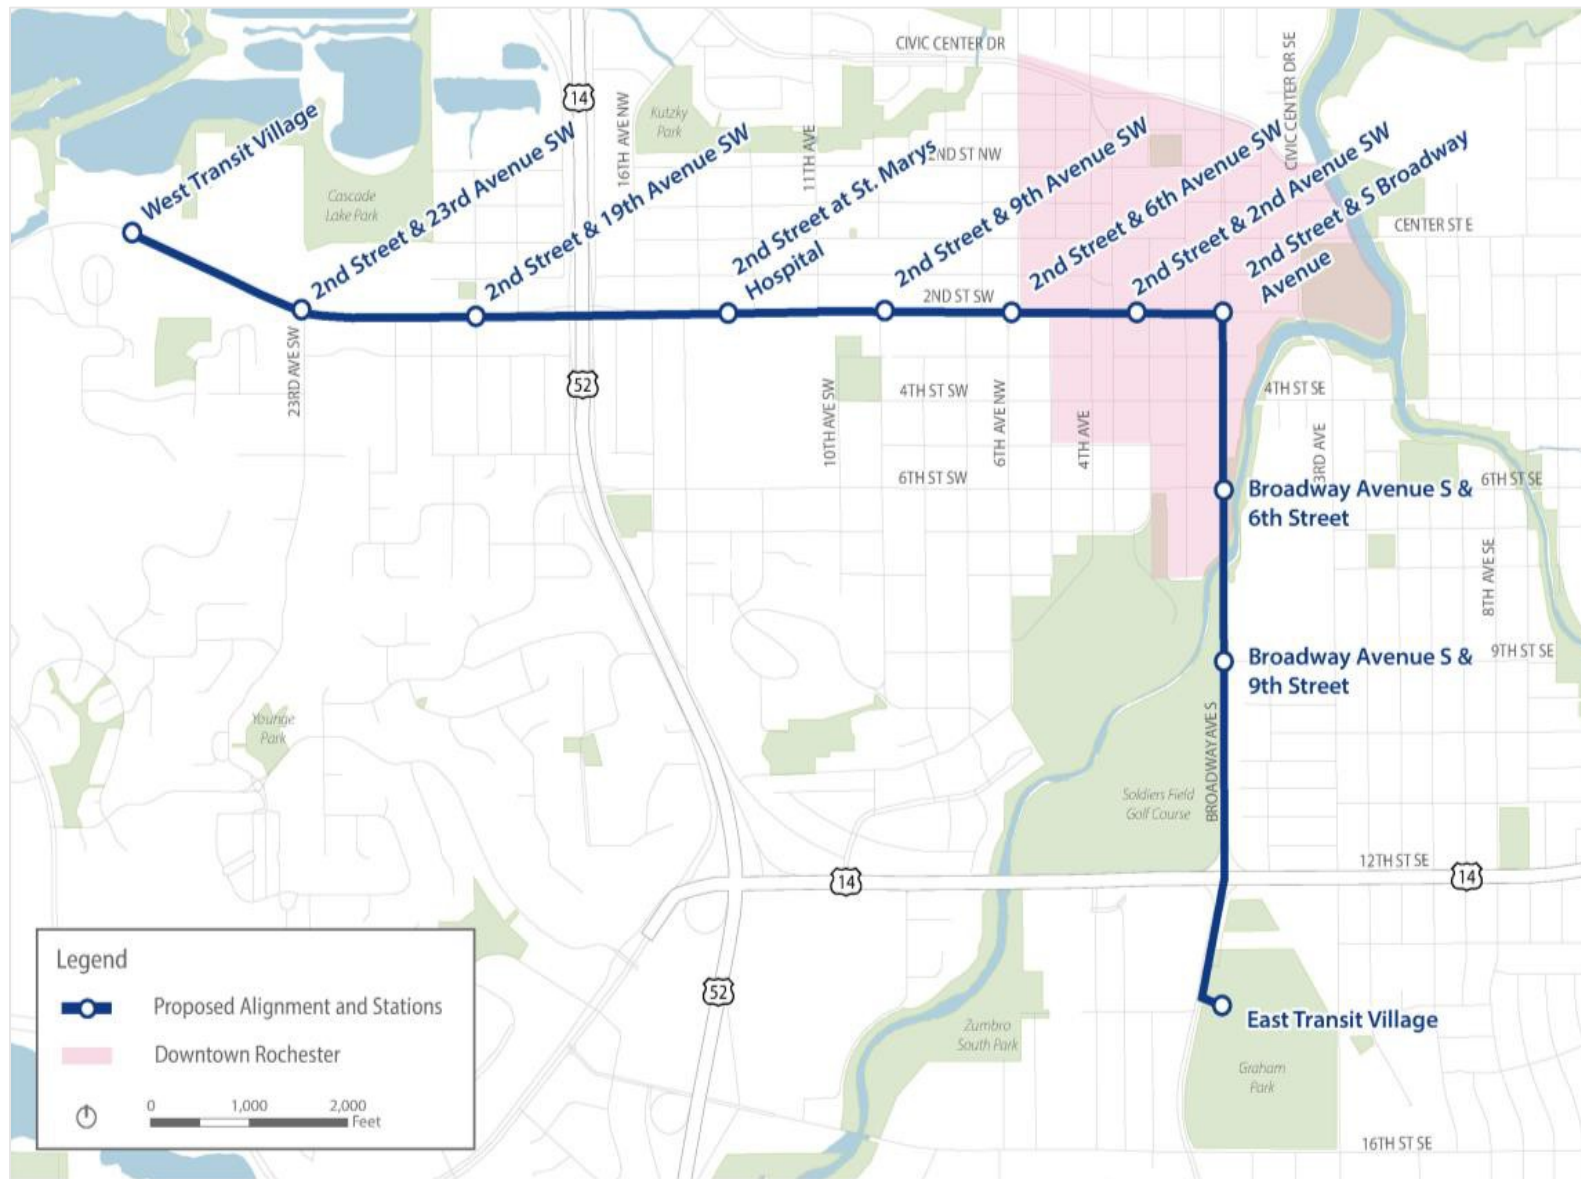 CIVIC CENTER DR
CIVIC CENTER DR SE
14
Kutzky
Park
16TH AVE NW
11TH AVE
2ND ST NW
West Transit Village
2nd Street & 23rd Avenue SW
2nd Street & 19th Avenue SW
2nd Street at St. Marys
Hospital
2nd Street & 9th Avenue SW
2nd Street & 6th Avenue SW
2nd Street & 2nd Avenue SW
2nd Street & S Broadway
Avenue
Cascade
Lake Park
CENTER ST E
2ND ST SW
23RD AVE SW
52
10TH AVE SW
4TH ST SW
6TH AVE NW
4TH AVE
4TH ST SE
3RD AVE
6TH ST SW
6TH ST SE
Broadway Avenue S &
6th Street
8TH AVE SE
9TH ST SE
Broadway Avenue S &
9th Street
Younge
Park
BROADWAY AVE S
Soldiers Field
Golf Course
12TH ST SE
14
14
52
East Transit Village
Zumbro
South Park
Graham
Park
16TH ST SE
Legend
Proposed Alignment and Stations
Downtown Rochester
0 1,000 2,000
Feet